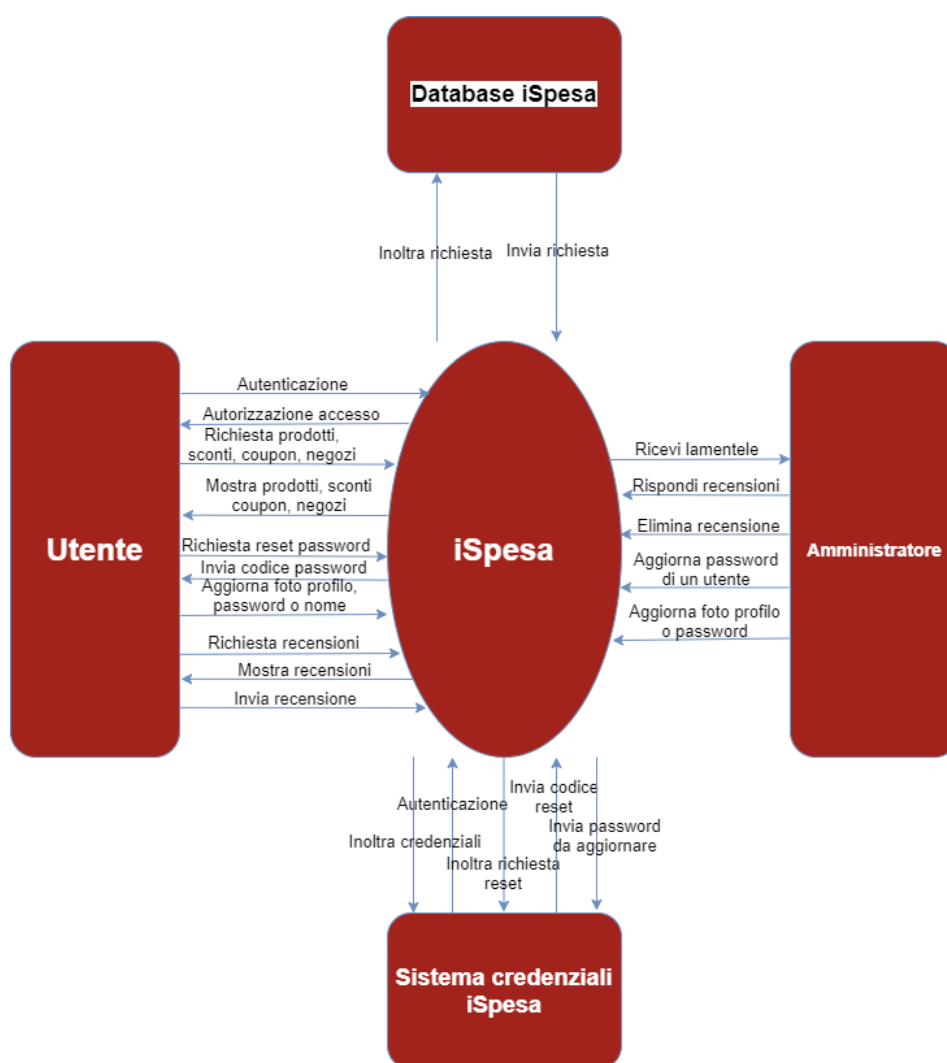 Database iSpesa
Inoltra richiesta
Invia richiesta
Utente
Autenticazione
Autorizzazione accesso
Richiesta prodotti,
sconti, coupon, negozi
Mostra prodotti, sconti
coupon, negozi
Richiesta reset password
Invia codice password
Aggiorna foto profilo,
password o nome
Richiesta recensioni
Mostra recensioni
Invia recensione
iSpesa
Ricevi lamentele
Rispondi recensioni
Elimina recensione
Aggiorna password
di un utente
Aggiorna foto profilo
o password
Amministratore
Inoltra credenziali
Autenticazione
Inoltra richiesta
reset
Invia codice
reset
Invia password
da aggiornare
Sistema credenziali
iSpesa